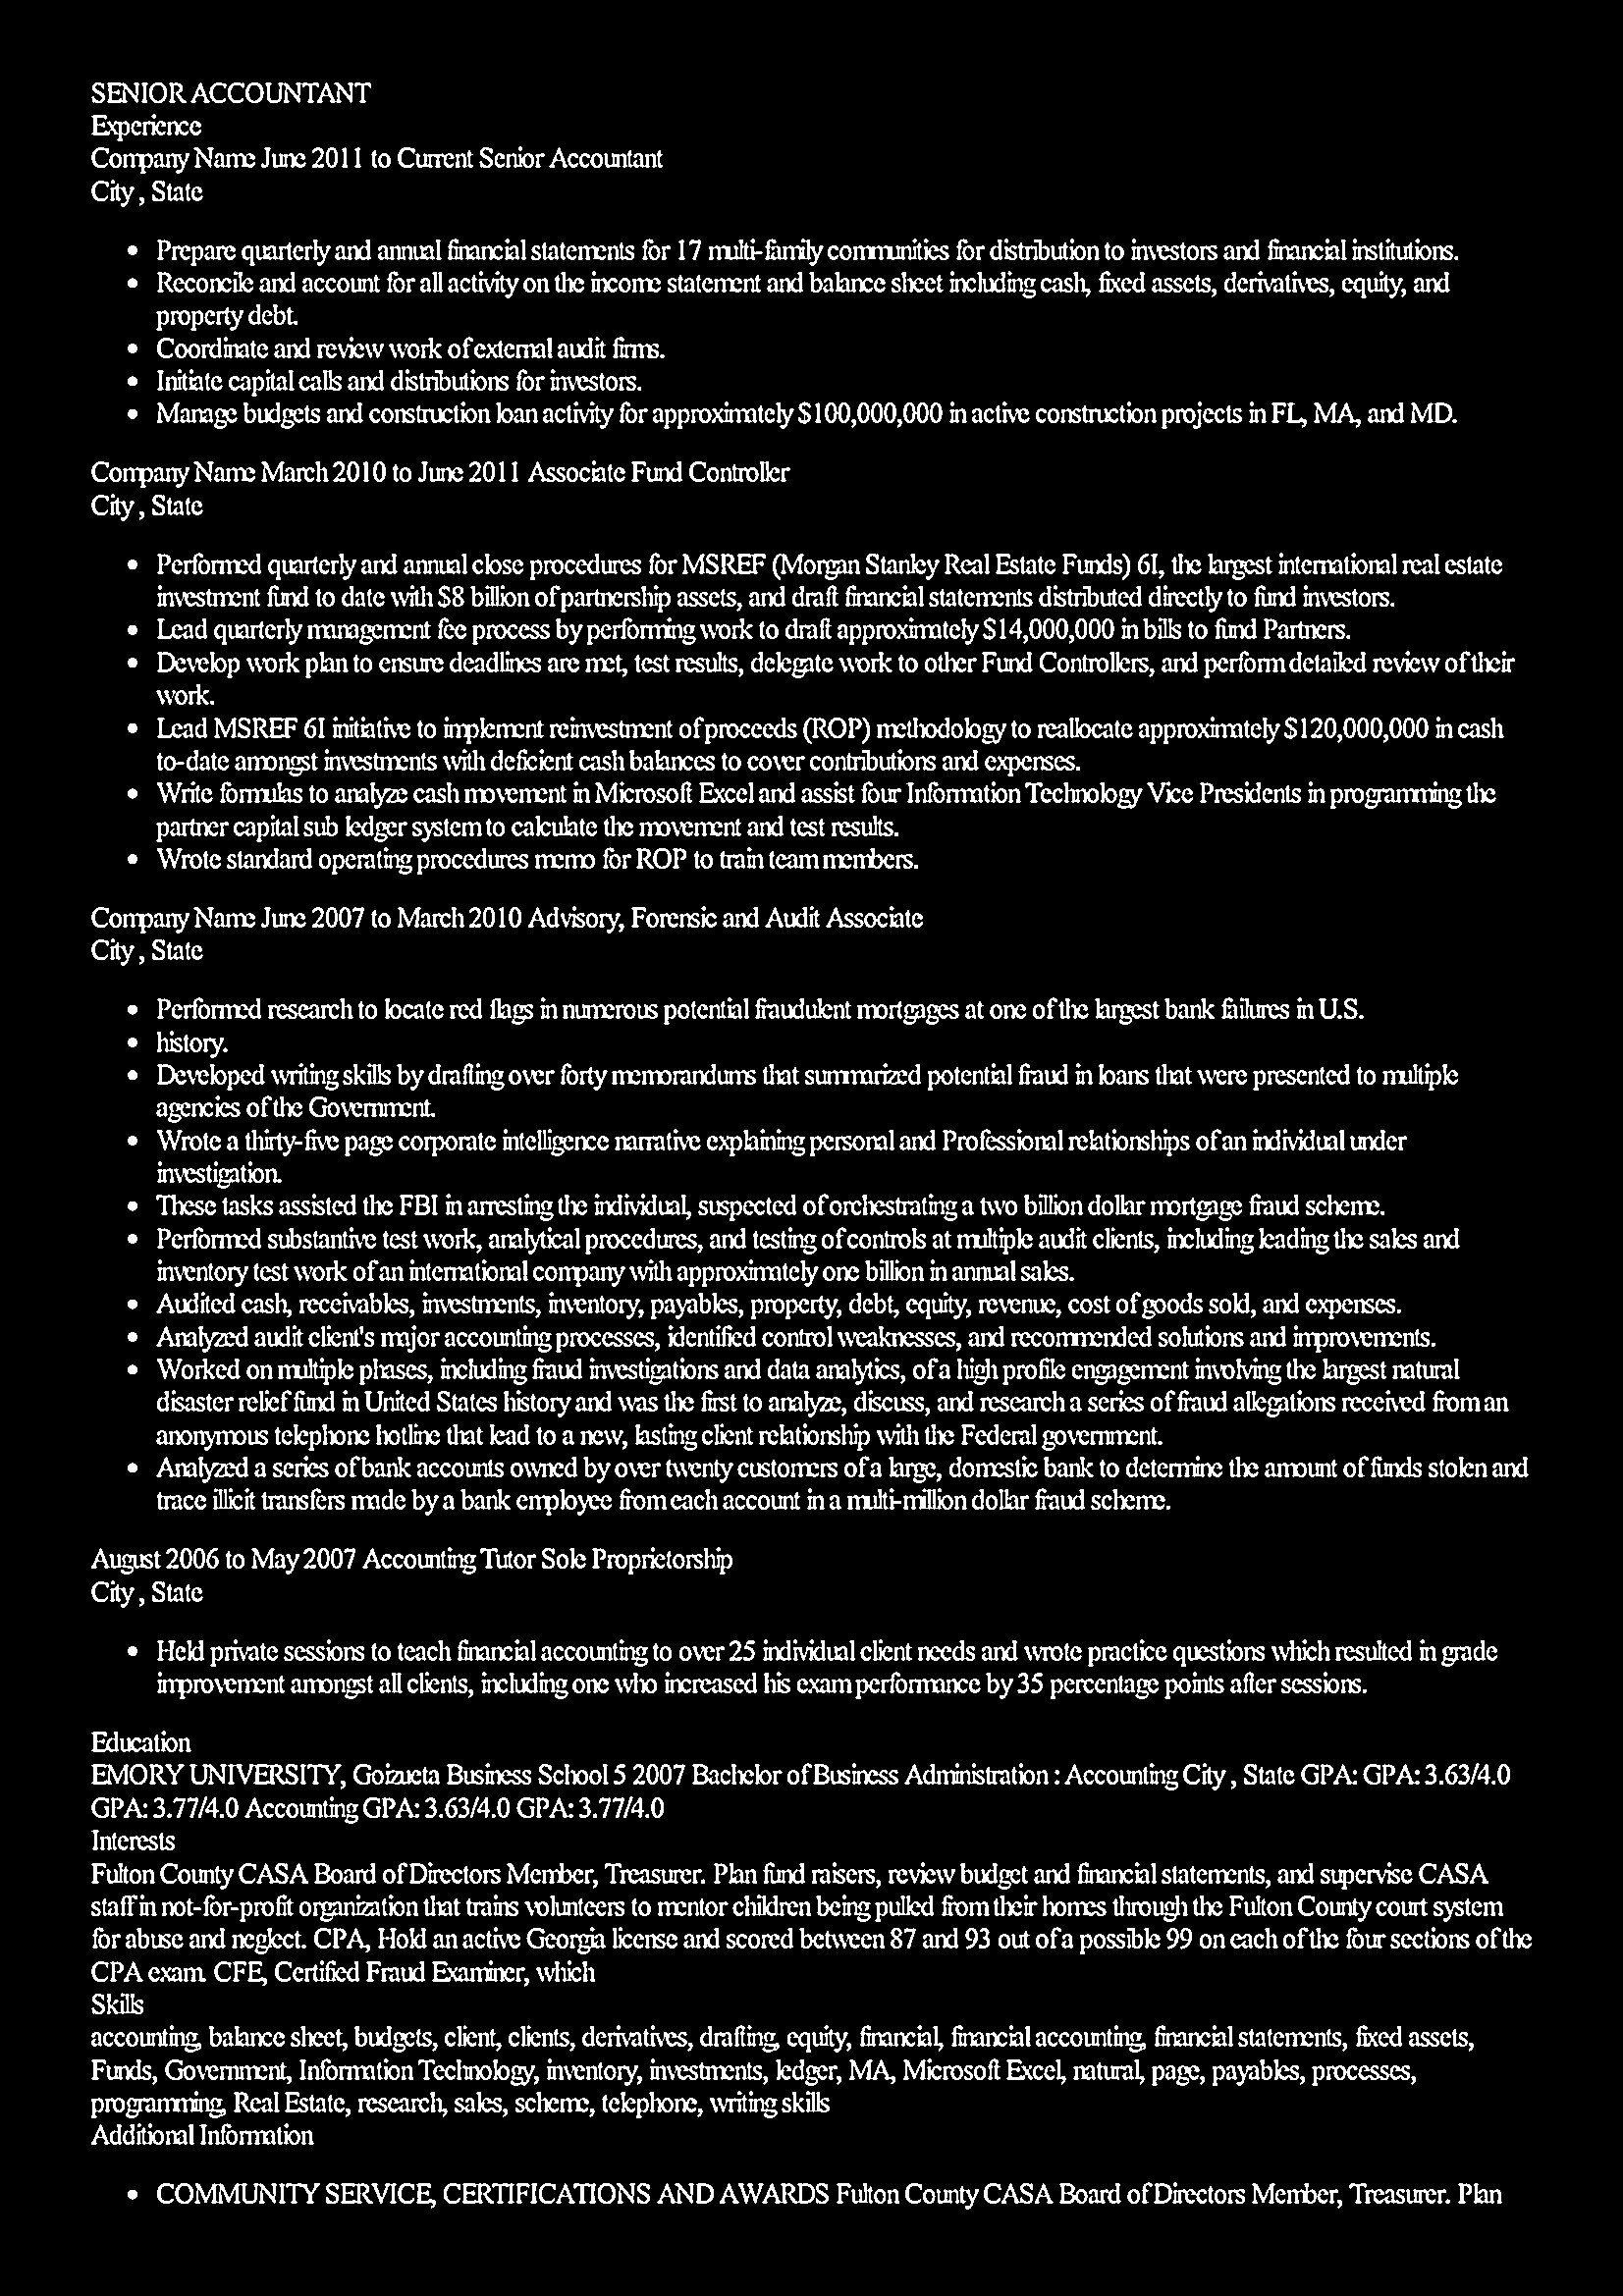 SENIOR ACCOUNTANT
Experience
Company Name June 2011 to Current Senior Accountant
City , State
• Prepare quarterly and annual financial statements for 17 multi-family communities for distribution to investors and financial institutions.
• Reconcile and account for all activity on the income statement and balance sheet including cash, fixed assets, derivatives, equity, and
property debt.
• Coordinate and review work of external audit firms.
• Initiate capital calls and distributions for investors.
• Manage budgets and construction loan activity for approximately $100,000,000 in active construction projects in FL, MA, and MD.
Company Name March 2010 to June 2011 Associate Fund Controller
City , State
• Performed quarterly and annual close procedures for MSREF (Morgan Stanley Real Estate Funds) 6I, the largest international real estate
investment fund to date with $8 billion of partnership assets, and draft financial statements distributed directly to fund investors.
• Lead quarterly management fee process by performing work to draft approximately $14,000,000 in bills to fund Partners.
• Develop work plan to ensure deadlines are met, test results, delegate work to other Fund Controllers, and perform detailed review of their
work.
• Lead MSREF 6I initiative to implement reinvestment of proceeds (ROP) methodology to reallocate approximately $120,000,000 in cash
to-date amongst investments with deficient cash balances to cover contributions and expenses.
• Write formulas to analyze cash movement in Microsoft Excel and assist four Information Technology Vice Presidents in programming the
partner capital sub ledger system to calculate the movement and test results.
• Wrote standard operating procedures memo for ROP to train team members.
Company Name June 2007 to March 2010 Advisory, Forensic and Audit Associate
City , State
• Performed research to locate red flags in numerous potential fraudulent mortgages at one of the largest bank failures in U.S.
• history.
• Developed writing skills by drafting over forty memorandums that summarized potential fraud in loans that were presented to multiple
agencies of the Government.
• Wrote a thirty-five page corporate intelligence narrative explaining personal and Professional relationships of an individual under
investigation.
• These tasks assisted the FBI in arresting the individual, suspected of orchestrating a two billion dollar mortgage fraud scheme.
• Performed substantive test work, analytical procedures, and testing of controls at multiple audit clients, including leading the sales and
inventory test work of an international company with approximately one billion in annual sales.
• Audited cash, receivables, investments, inventory, payables, property, debt, equity, revenue, cost of goods sold, and expenses.
• Analyzed audit client's major accounting processes, identified control weaknesses, and recommended solutions and improvements.
• Worked on multiple phases, including fraud investigations and data analytics, of a high profile engagement involving the largest natural
disaster relief fund in United States history and was the first to analyze, discuss, and research a series of fraud allegations received from an
anonymous telephone hotline that lead to a new, lasting client relationship with the Federal government.
• Analyzed a series of bank accounts owned by over twenty customers of a large, domestic bank to determine the amount of funds stolen and
trace illicit transfers made by a bank employee from each account in a multi-million dollar fraud scheme.
August 2006 to May 2007 Accounting Tutor Sole Proprietorship
City , State
• Held private sessions to teach financial accounting to over 25 individual client needs and wrote practice questions which resulted in grade
improvement amongst all clients, including one who increased his exam performance by 35 percentage points after sessions.
Education
EMORY UNIVERSITY, Goizueta Business School 5 2007 Bachelor of Business Administration : Accounting City , State GPA: GPA: 3.63/4.0
GPA: 3.77/4.0 Accounting GPA: 3.63/4.0 GPA: 3.77/4.0
Interests
Fulton County CASA Board of Directors Member, Treasurer. Plan fund raisers, review budget and financial statements, and supervise CASA
staff in not-for-profit organization that trains volunteers to mentor children being pulled from their homes through the Fulton County court system
for abuse and neglect. CPA, Hold an active Georgia license and scored between 87 and 93 out of a possible 99 on each of the four sections of the
CPA exam. CFE, Certified Fraud Examiner, which
Skills
accounting, balance sheet, budgets, client, clients, derivatives, drafting, equity, financial, financial accounting, financial statements, fixed assets,
Funds, Government, Information Technology, inventory, investments, ledger, MA, Microsoft Excel, natural, page, payables, processes,
programming, Real Estate, research, sales, scheme, telephone, writing skills
Additional Information
• COMMUNITY SERVICE, CERTIFICATIONS AND AWARDS Fulton County CASA Board of Directors Member, Treasurer. Plan